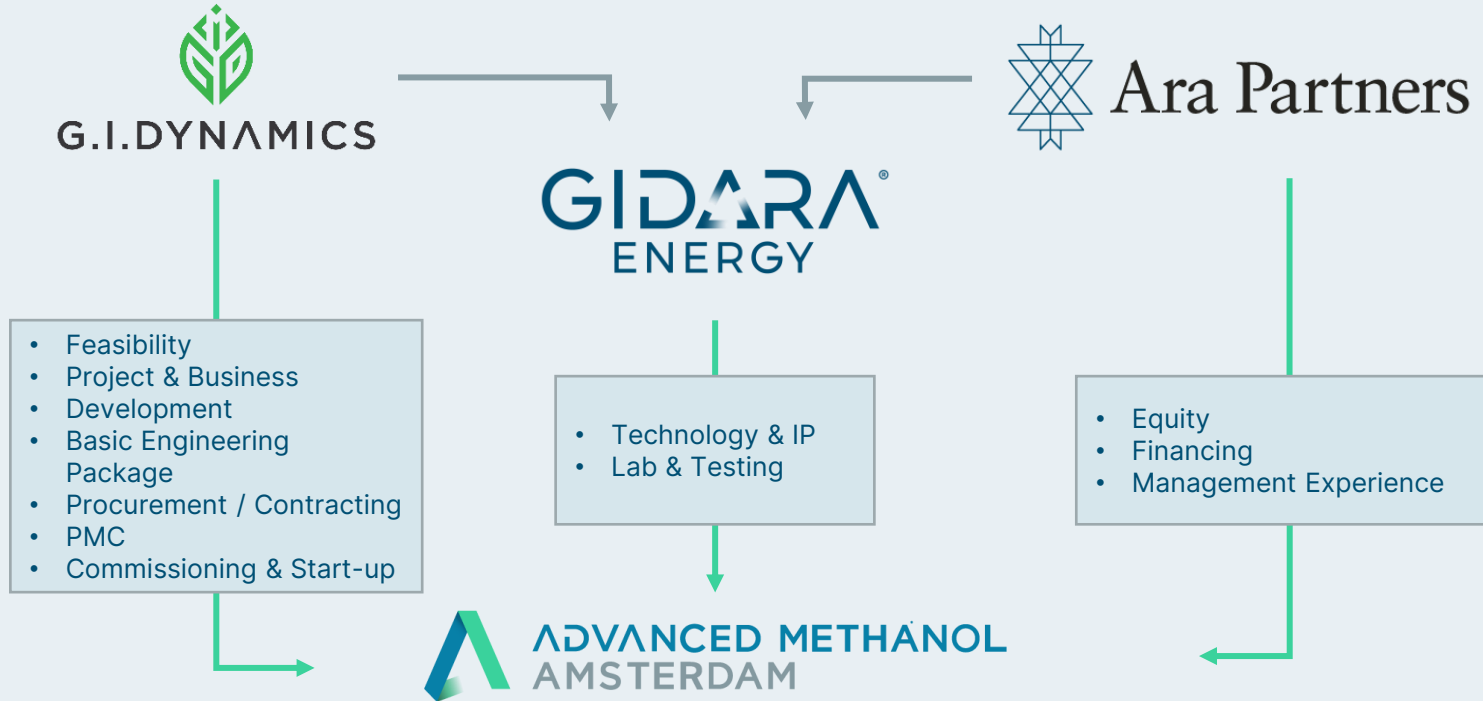 G.I.DYNAMICS
Ara Partners
GIDARA®
ENERGY
• Feasibility
• Project & Business
• Development
• Basic Engineering
Package
• Procurement / Contracting
• PMC
• Commissioning & Start-up
• Technology & IP
• Lab & Testing
• Equity
• Financing
• Management Experience
ADVANCED METHANOL
AMSTERDAM